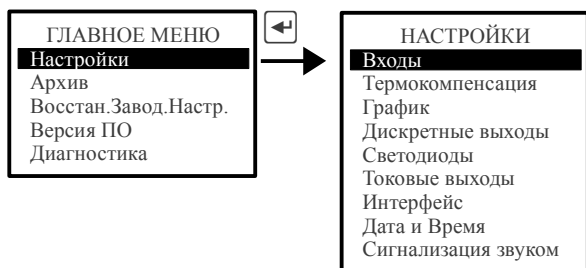 ГЛАВНОЕ МЕНЮ
Настройки
Архив
Восстан.Завод.Настр.
Версия ПО
Диагностика
НАСТРОЙКИ
Входы
Термокомпенсация
График
Дискретные выходы
Светодиоды
Токовые выходы
Интерфейс
Дата и Время
Сигнализация звуком